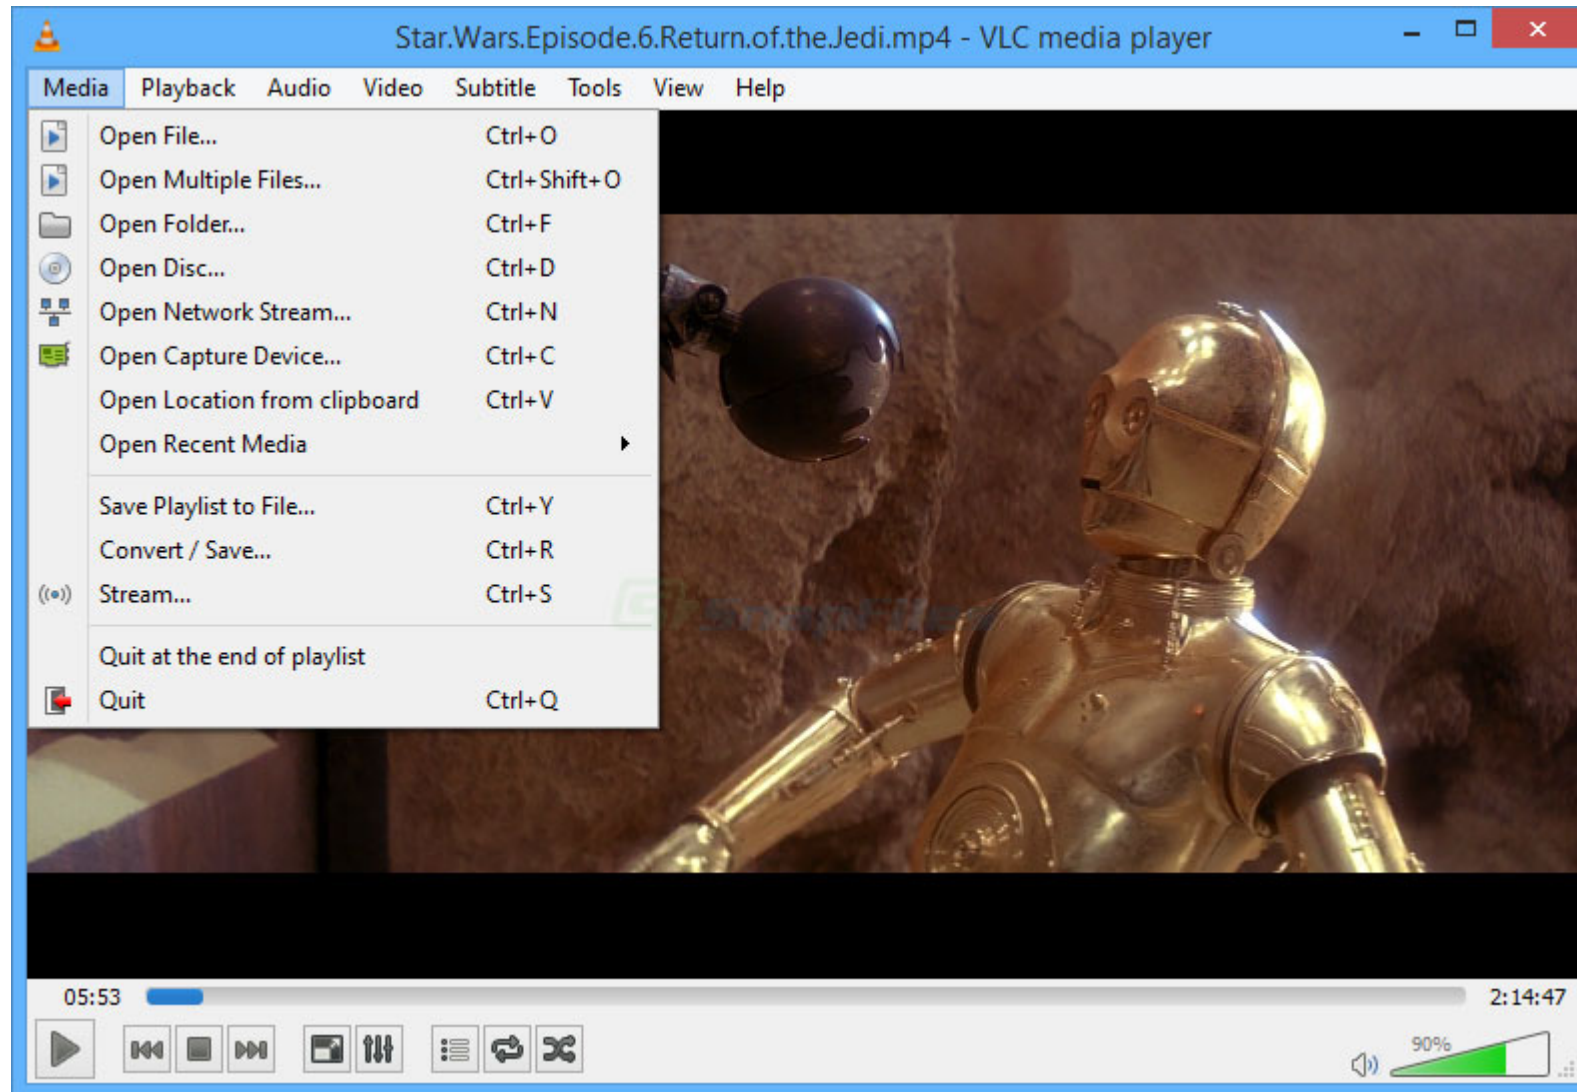 Star.Wars.Episode.6.Return.of.the.Jedi.mp4 - VLC media player
Media Playback Audio Video Subtitle Tools View Help
Open File... Ctrl+O
Open Multiple Files... Ctrl+Shift+O
Open Folder... Ctrl+F
Open Disc... Ctrl+D
Open Network Stream... Ctrl+N
Open Capture Device... Ctrl+C
Open Location from clipboard Ctrl+V
Open Recent Media
Save Playlist to File... Ctrl+Y
Convert / Save... Ctrl+R
Stream... Ctrl+S
SnapFiles
Quit at the end of playlist
Quit Ctrl+Q
05:53 2:14:47
90%